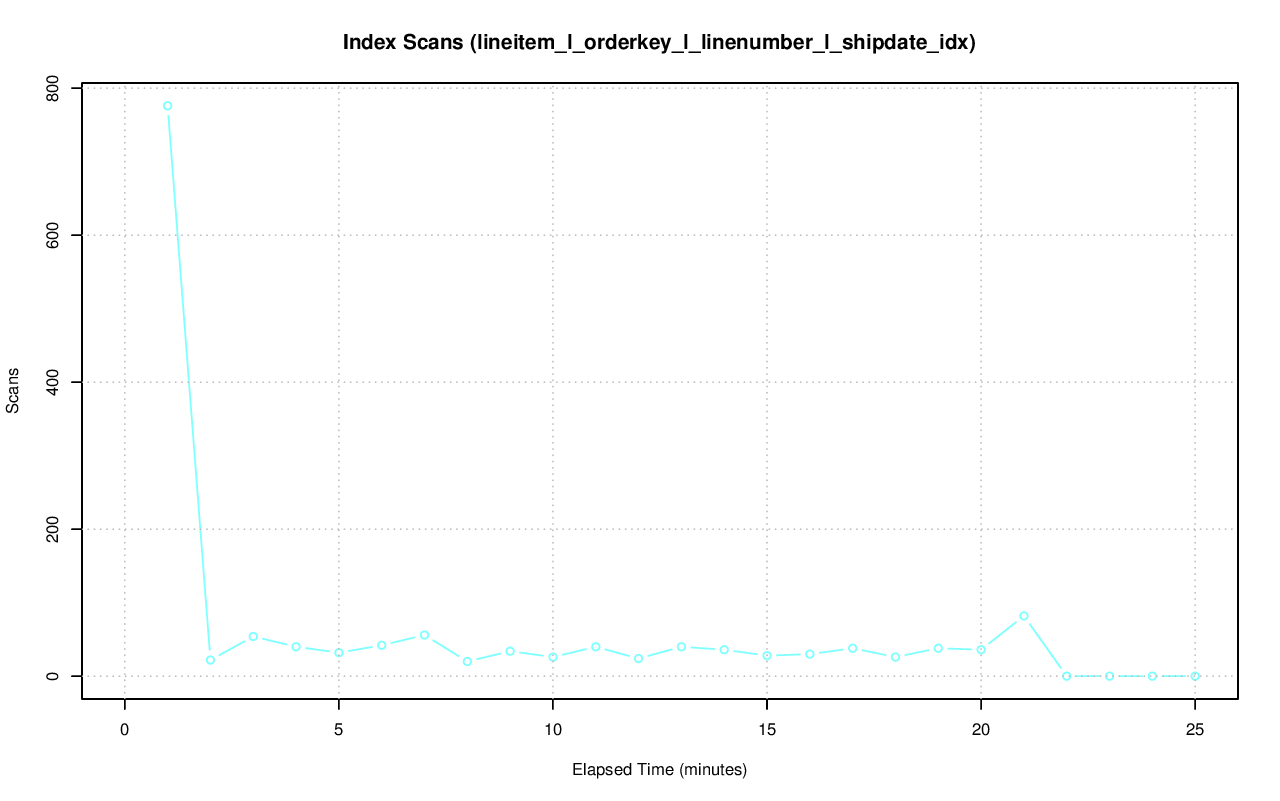 Index Scans (lineitem_l_orderkey_l_linenumber_l_shipdate_idx)
800
600
400
200
0
Scans
0 5 10 15 20 25
Elapsed Time (minutes)